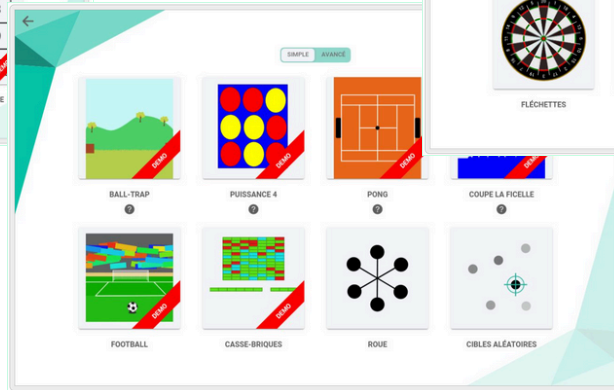 FLÉCHETTES
SIMPLE AVANCÉ
DEMO DEMO DEMO DEMO
BALL-TRAP PUISSANCE 4 PONG COUPE LA FICELLE
? ? ? ?
DEMO DEMO
FOOTBALL CASSE-BRIQUES ROUE CIBLES ALÉATOIRES